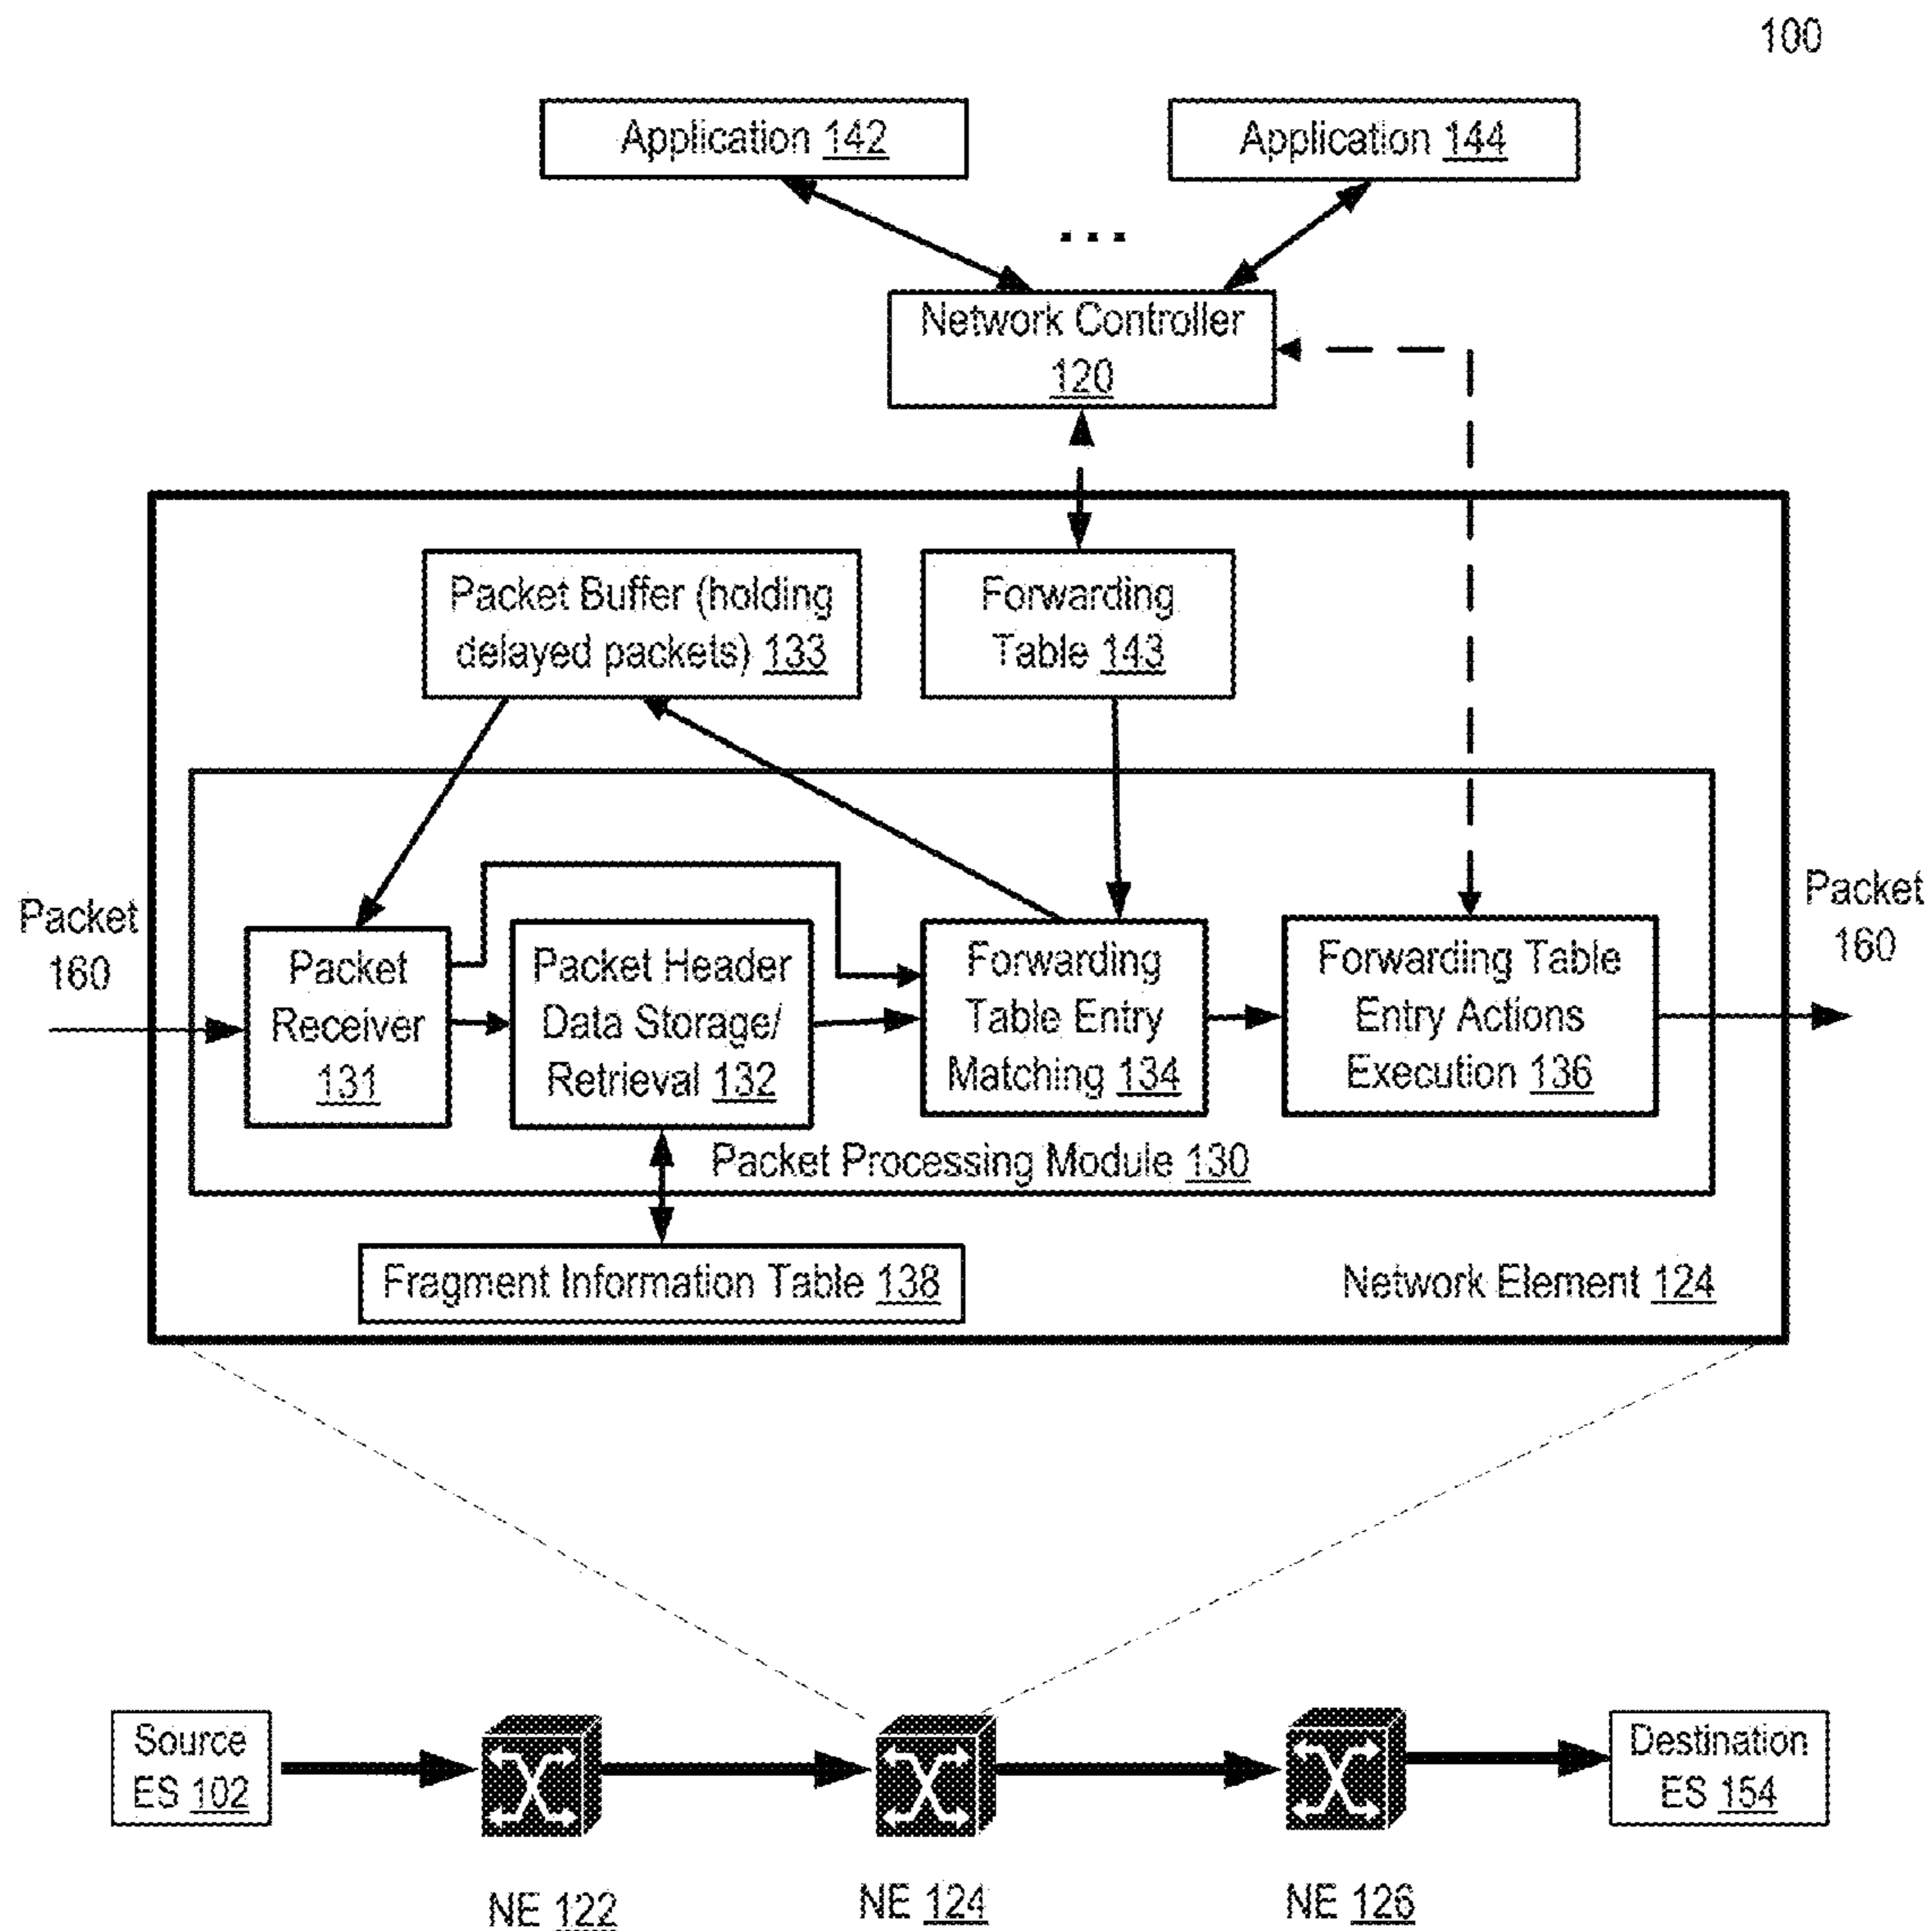 100
Application 142
Application 144
...
Network Controller
120
Packet Buffer (holding
delayed packets) 133
Forwarding
Table 143
Packet
160
Packet
Receiver
131
Packet Header
Data Storage/
Retrieval 132
Forwarding
Table Entry
Matching 134
Forwarding Table
Entry Actions
Execution 136
Packet
160
Packet Processing Module 130
Fragment Information Table 138
Network Element 124
Source
ES 102
Destination
ES 154
NE 122
NE 124
NE 126